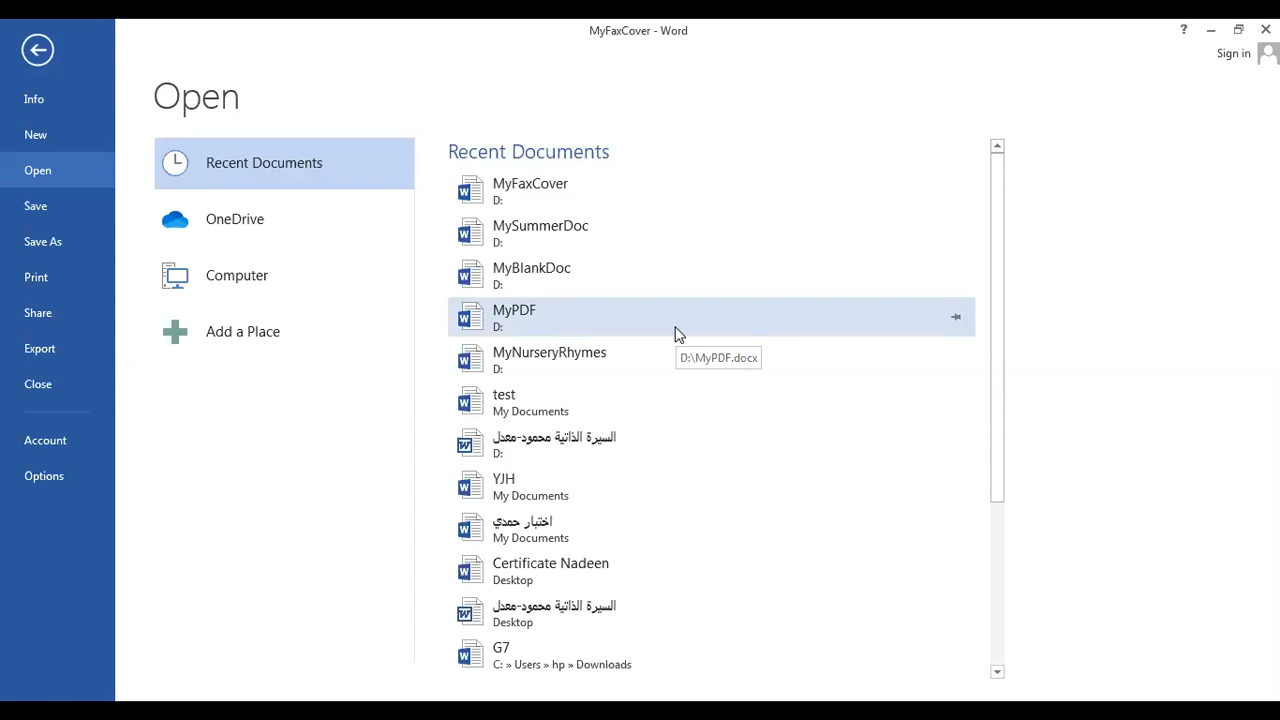 MyFaxCover - Word
?
Sign in
Info
New
Open
Save
Save As
Print
Share
Export
Close
Account
Options
Open
Recent Documents
OneDrive
Computer
Add a Place
Recent Documents
MyFaxCover
D:
MySummerDoc
D:
MyBlankDoc
D:
MyPDF
D:
D:\MyPDF.docx
MyNurseryRhymes
D:
test
My Documents
السيرة الذاتية محمود-معدل
D:
YJH
My Documents
اختبار حمدي
My Documents
Certificate Nadeen
Desktop
السيرة الذاتية محمود-معدل
Desktop
G7
C: » Users » hp » Downloads